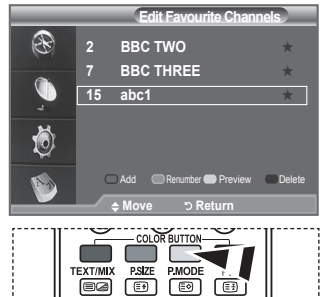 Edit Favourite Channels
2 BBC TWO ★
7 BBC THREE ★
15 abc1 ★
Add Renumber Preview Delete
Move Return
COLOR BUTTON
TEXT/MIX P.SIZE P.MODE